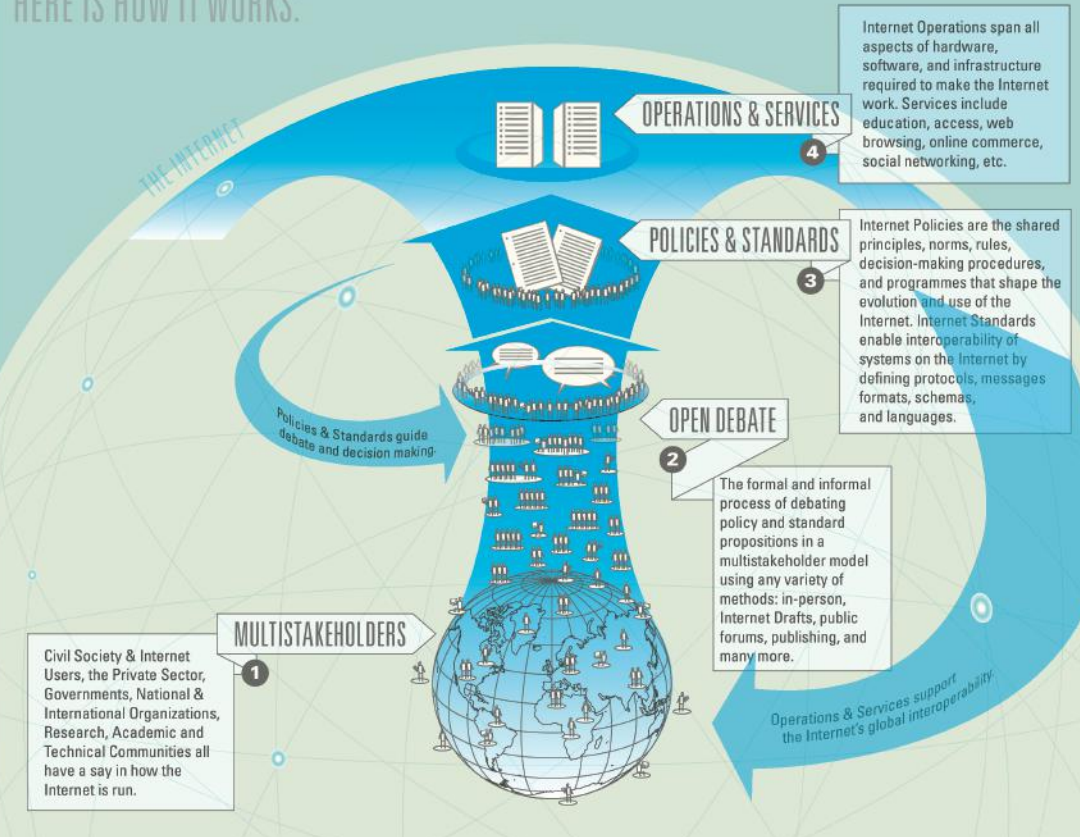 HERE IS HOW IT WORKS:
THE INTERNET
OPERATIONS & SERVICES
4
Internet Operations span all
aspects of hardware,
software, and infrastructure
required to make the Internet
work. Services include
education, access, web
browsing, online commerce,
social networking, etc.
POLICIES & STANDARDS
3
Internet Policies are the shared
principles, norms, rules,
decision-making procedures,
and programmes that shape the
evolution and use of the
Internet. Internet Standards
enable interoperability of
systems on the Internet by
defining protocols, messages
formats, schemas,
and languages.
Policies & Standards guide
debate and decision making.
OPEN DEBATE
2
The formal and informal
process of debating
policy and standard
propositions in a
multistakeholder model
using any variety of
methods: in-person,
Internet Drafts, public
forums, publishing, and
many more.
MULTISTAKEHOLDERS
1
Civil Society & Internet
Users, the Private Sector,
Governments, National &
International Organizations,
Research, Academic and
Technical Communities all
have a say in how the
Internet is run.
Operations & Services support
the Internet's global interoperability.